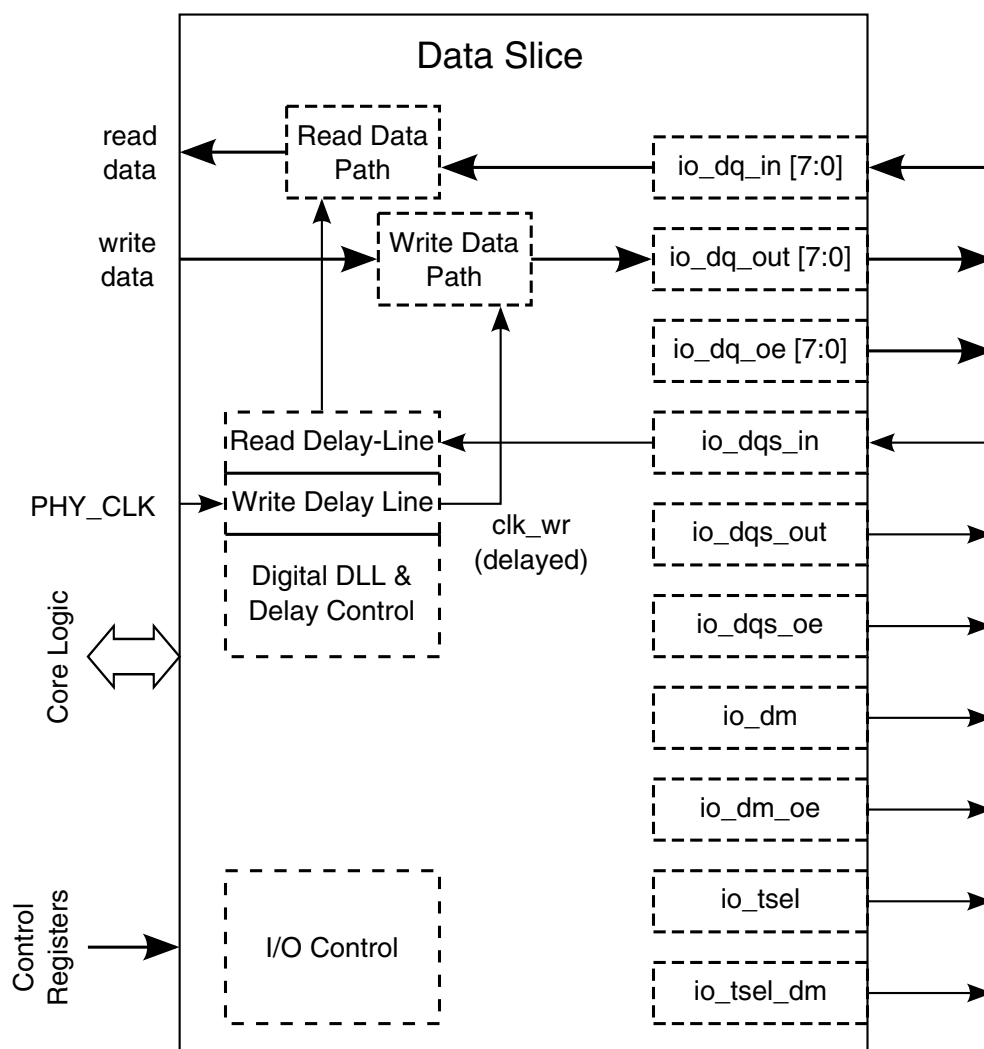 Data Slice
read
data
Read Data
Path
io_dq_in [7:0]
write
data
Write Data
Path
io_dq_out [7:0]
io_dq_oe [7:0]
Read Delay-Line
io_dqs_in
PHY_CLK
Write Delay Line
clk_wr
(delayed)
io_dqs_out
Digital DLL &
Delay Control
io_dqs_oe
Core Logic
io_dm
io_dm_oe
Control
Registers
I/O Control
io_tsel
io_tsel_dm